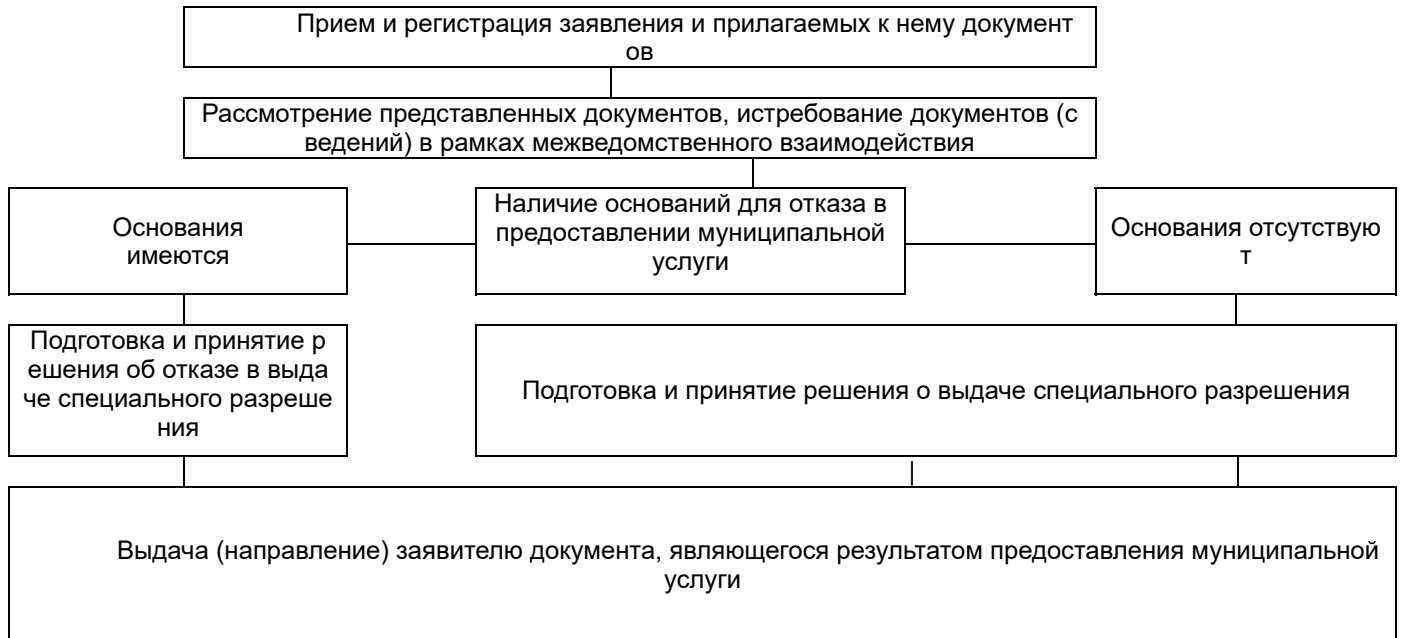 Прием и регистрация заявления и прилагаемых к нему документ
ов
Рассмотрение представленных документов, истребование документов (с
ведений) в рамках межведомственного взаимодействия
Основания
имеются
Наличие оснований для отказа в
предоставлении муниципальной
услуги
Основания отсутствую
т
Подготовка и принятие р
ешения об отказе в выда
че специального разреше
ния
Подготовка и принятие решения о выдаче специального разрешения
Выдача (направление) заявителю документа, являющегося результатом предоставления муниципальной
услуги